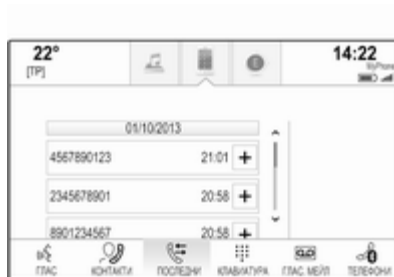 22°
14:22
[TP]
MyPhone
01/10/2013
4567890123 21:01 +
2345678901 20:58 +
8901234567 20:58 +
ГЛАС КОНТАКТИ ПОСЛЕДНИ КЛАВИАТУРА ГЛАС. МЕЙЛ ТЕЛЕФОНИ